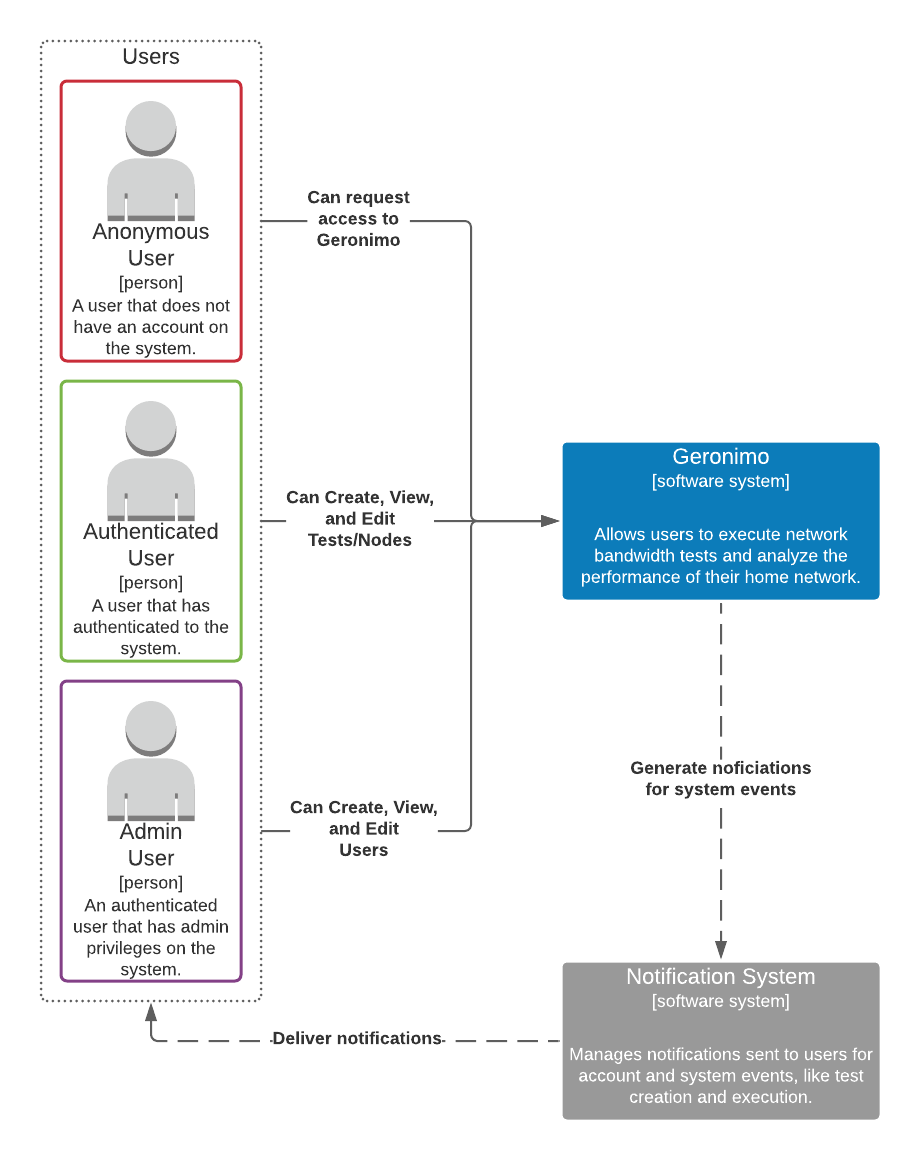 Users
Anonymous
User
[person]
A user that does not
have an account on
the system.
Can request
access to
Geronimo
Authenticated
User
[person]
A user that has
authenticated to the
system.
Can Create, View,
and Edit
Tests/Nodes
Geronimo
[software system]
Allows users to execute network
bandwidth tests and analyze the
performance of their home network.
Admin
User
[person]
An authenticated
user that has admin
privileges on the
system.
Can Create, View,
and Edit
Users
Generate noficiations
for system events
Notification System
[software system]
Manages notifications sent to users for
account and system events, like test
creation and execution.
Deliver notifications